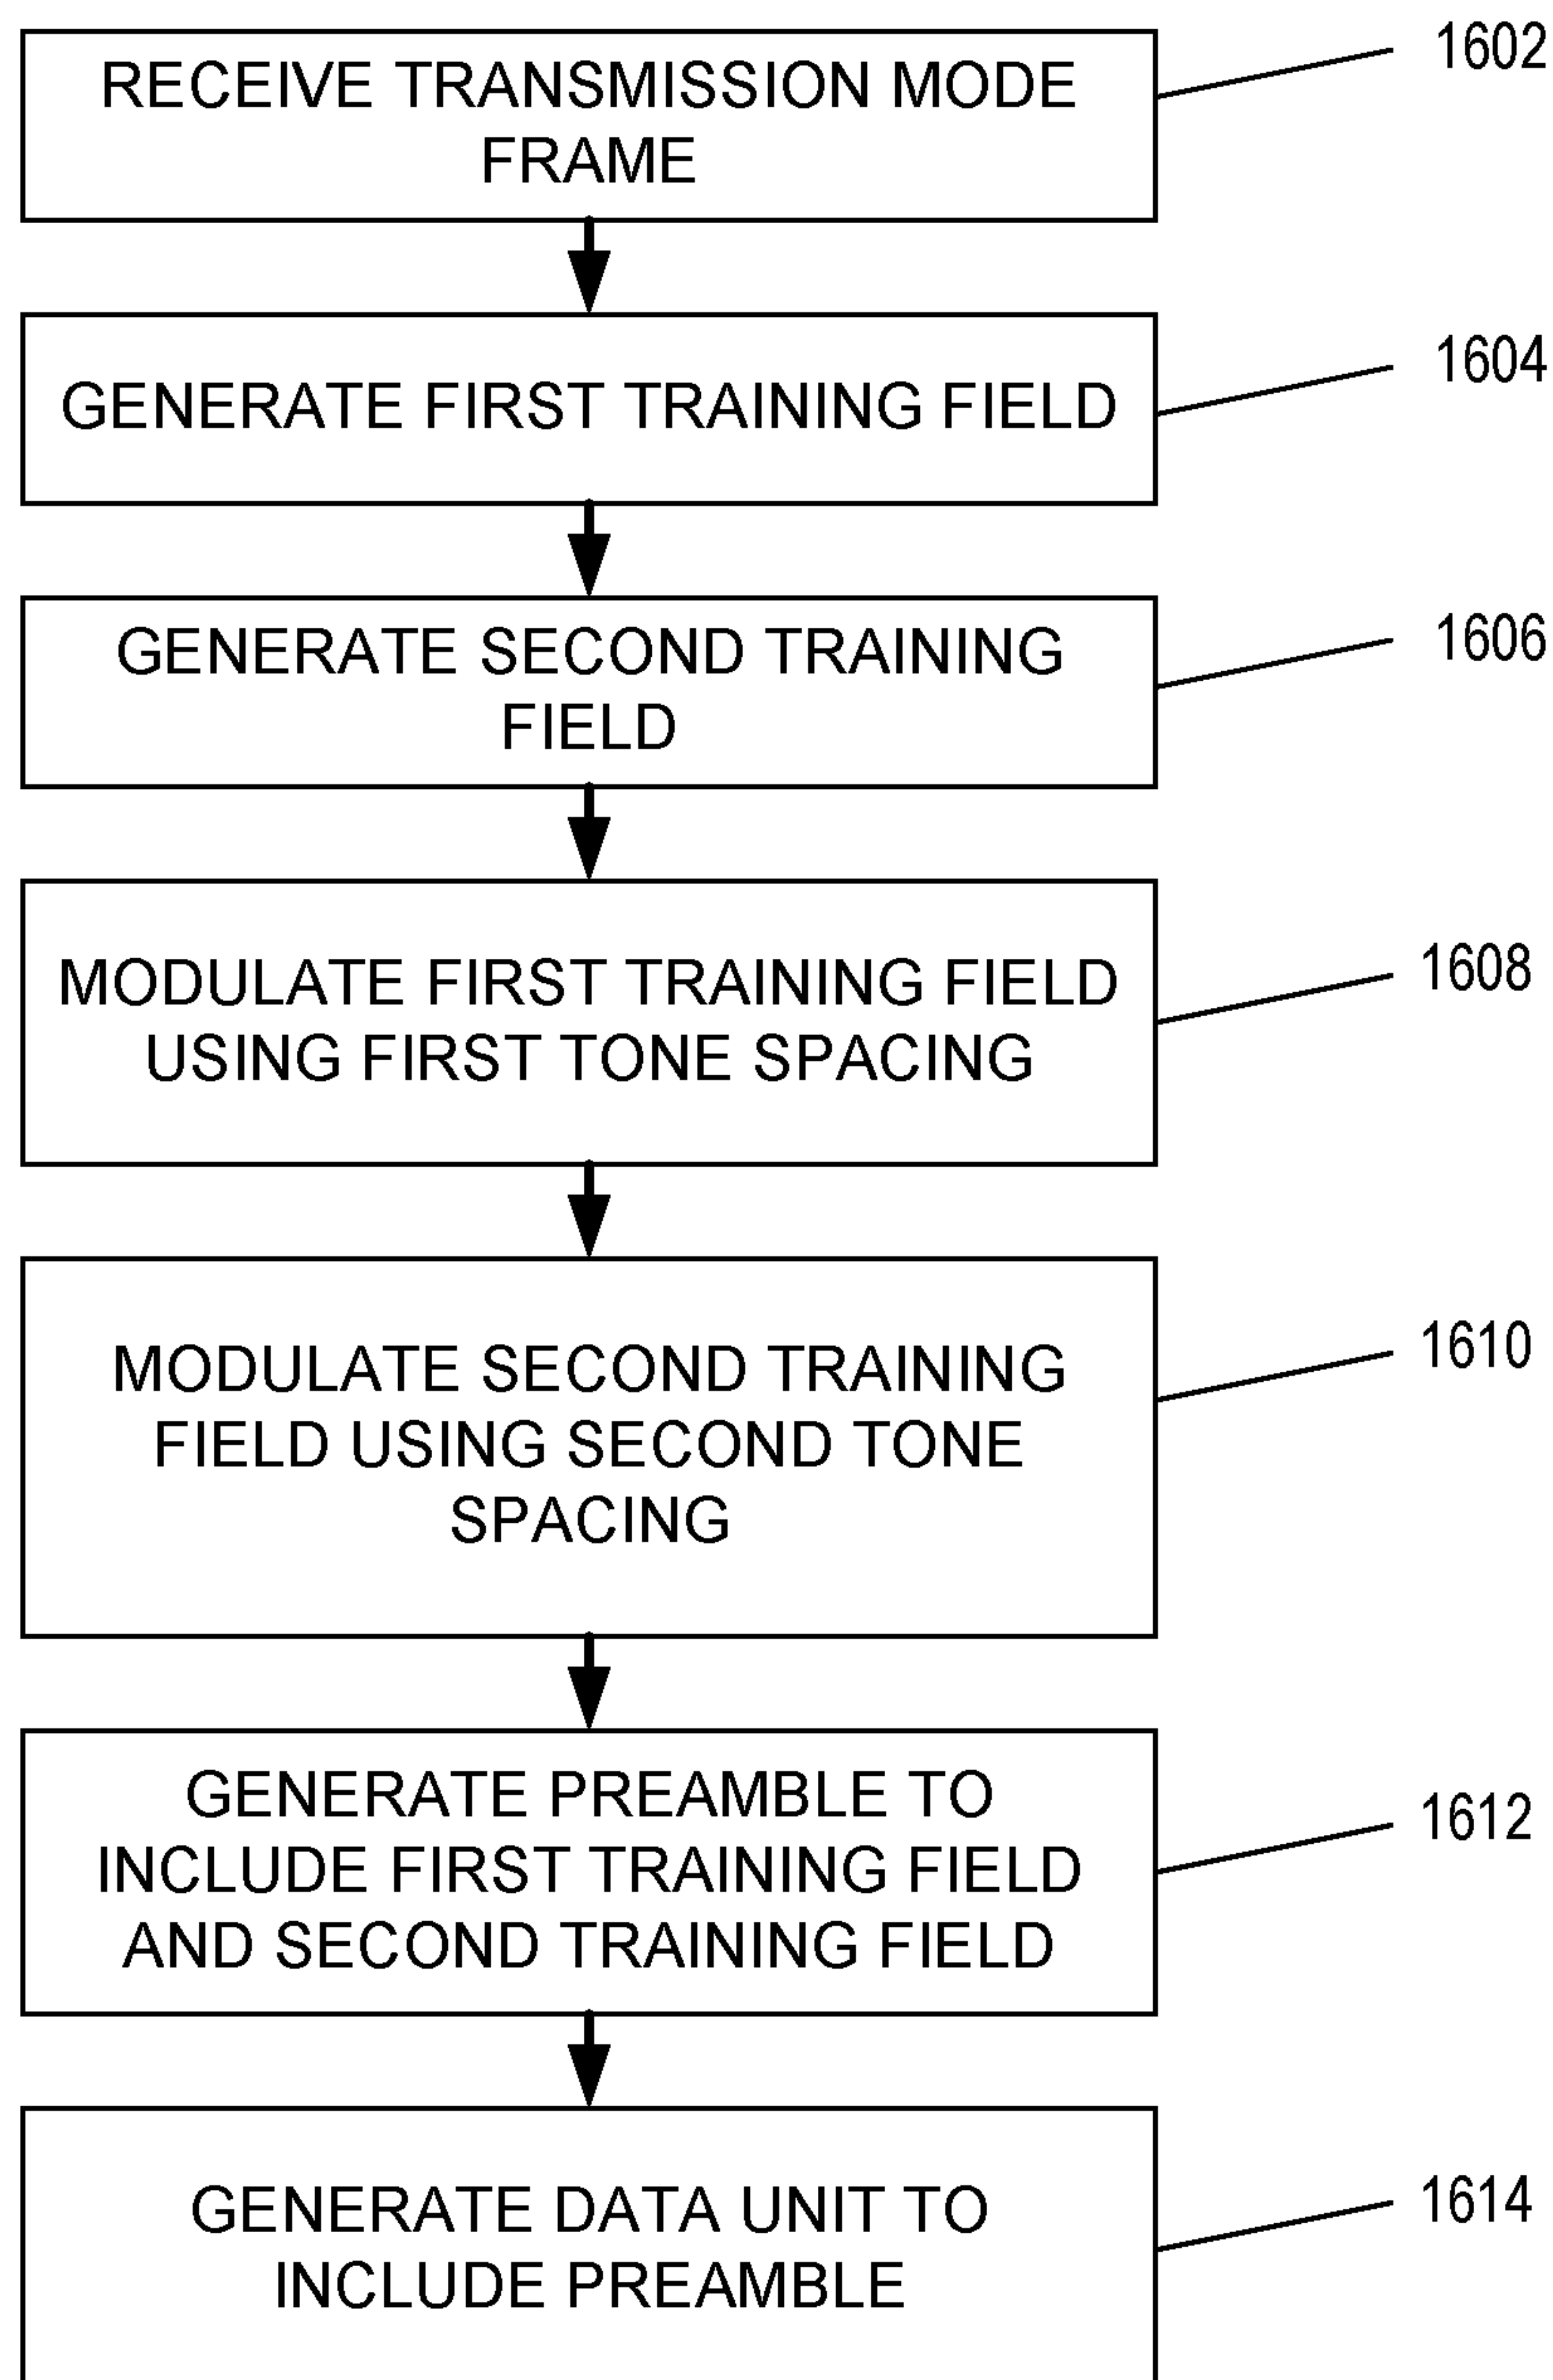 RECEIVE TRANSMISSION MODE
FRAME
1602
GENERATE FIRST TRAINING FIELD
1604
GENERATE SECOND TRAINING
FIELD
1606
MODULATE FIRST TRAINING FIELD
USING FIRST TONE SPACING
1608
MODULATE SECOND TRAINING
FIELD USING SECOND TONE
SPACING
1610
GENERATE PREAMBLE TO
INCLUDE FIRST TRAINING FIELD
AND SECOND TRAINING FIELD
1612
GENERATE DATA UNIT TO
INCLUDE PREAMBLE
1614